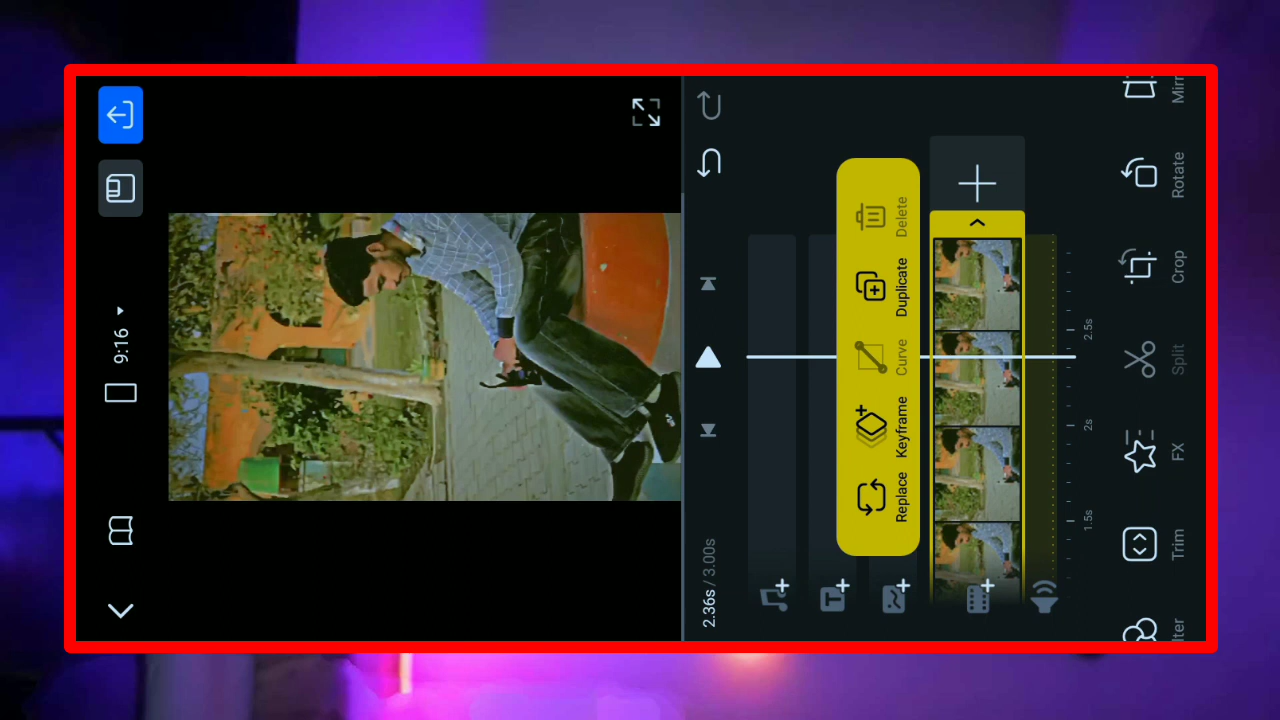 9:16
2.36s / 3.00s
Replace
Keyframe
Curve
Duplicate
Delete
1.5s
2s
2.5s
lter
Trim
FX
Split
Crop
Rotate
Mirr